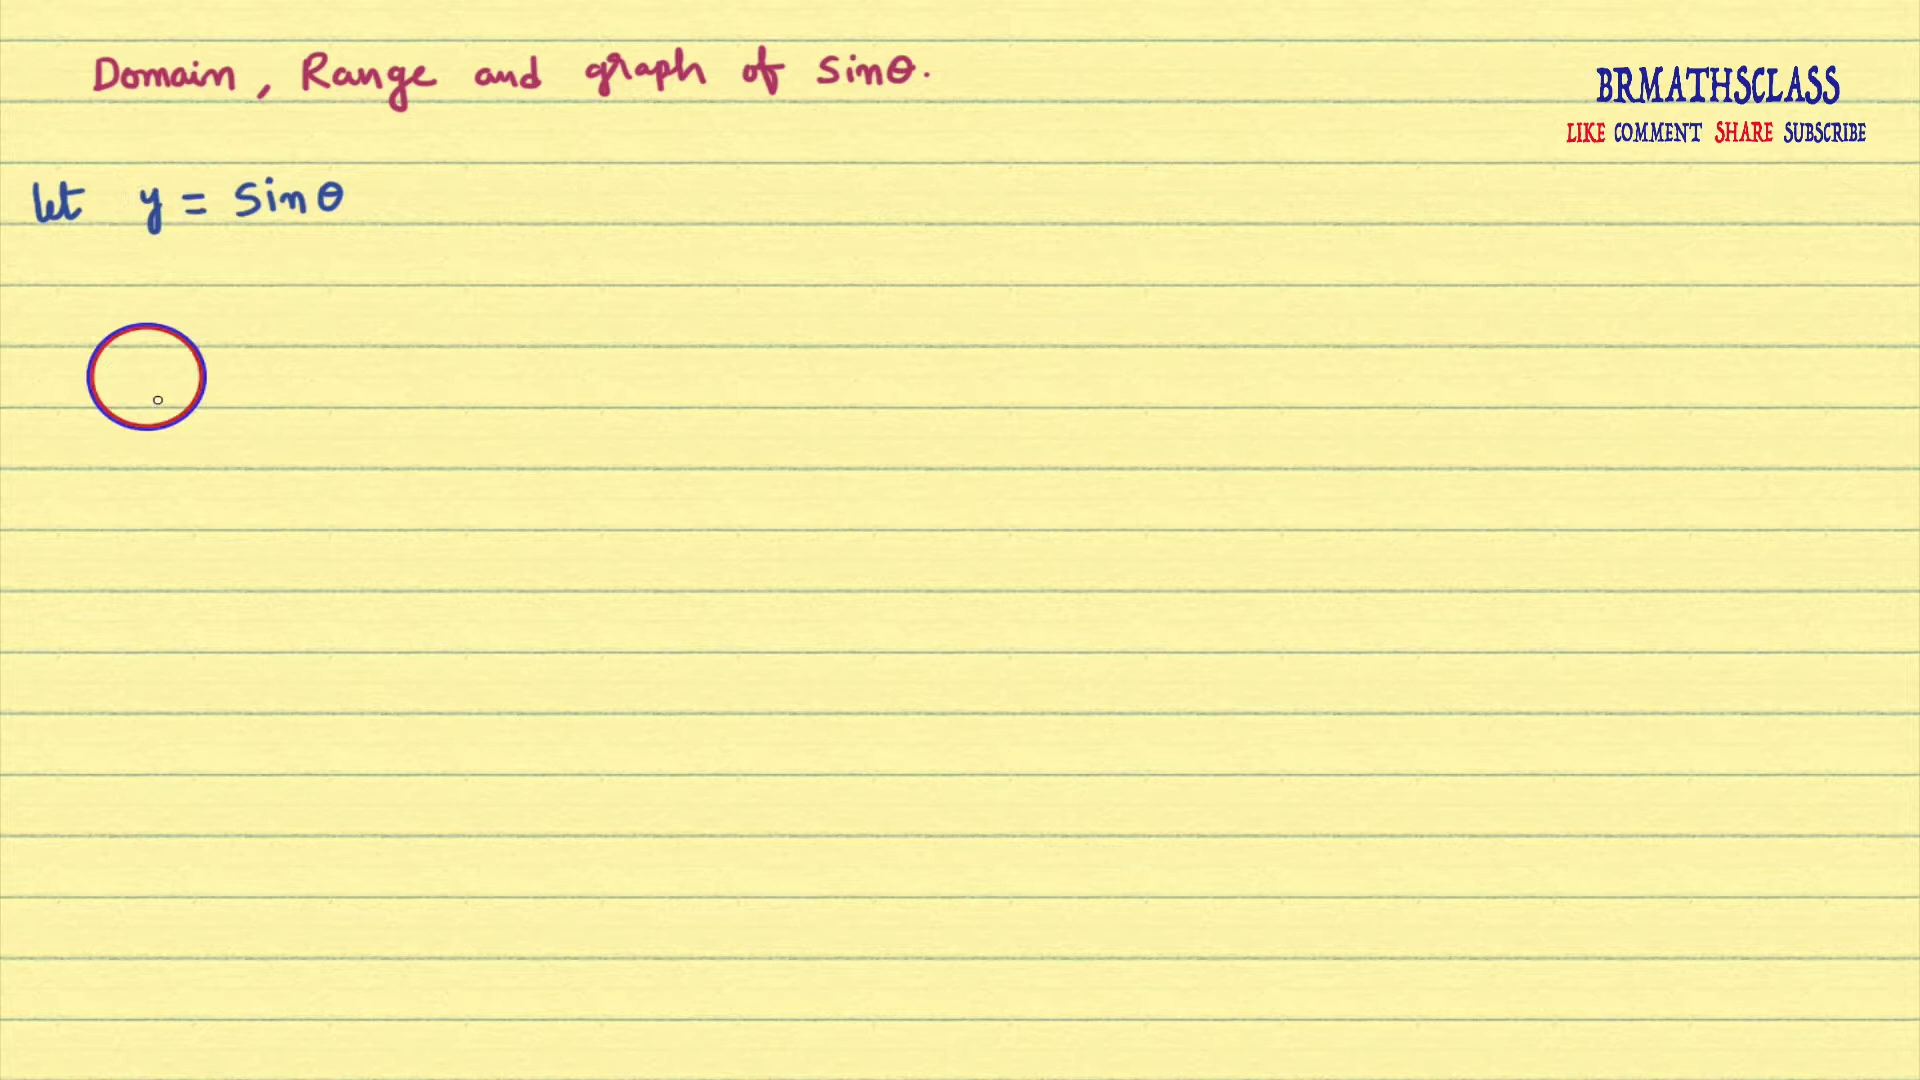 Domain, Range and graph of sinθ.
BRMATHSCLASS
LIKE COMMENT SHARE SUBSCRIBE
let y = sinθ